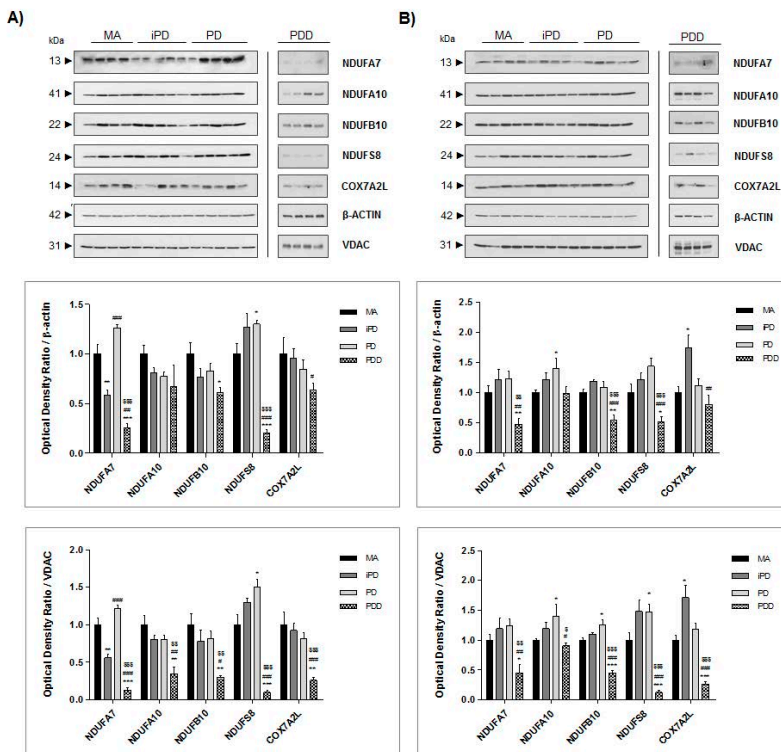 A)
MA iPD PD PDD
kDa
13 NDUFA7
41 NDUFA10
22 NDUFB10
24 NDUFS8
14 COX7A2L
42 β-ACTIN
31 VDAC
B)
MA iPD PD PDD
kDa
13 NDUFA7
41 NDUFA10
22 NDUFB10
24 NDUFS8
14 COX7A2L
42 β-ACTIN
31 VDAC
Optical Density Ratio / β-actin
1.5
1.0
0.5
0.0
NDUFA7 NDUFA10 NDUFB10 NDUFS8 COX7A2L
MA
iPD
PD
PDD
Optical Density Ratio / β-actin
2.5
2.0
1.5
1.0
0.5
0.0
NDUFA7 NDUFA10 NDUFB10 NDUFS8 COX7A2L
MA
iPD
PD
PDD
Optical Density Ratio / VDAC
2.0
1.5
1.0
0.5
0.0
NDUFA7 NDUFA10 NDUFB10 NDUFS8 COX7A2L
MA
iPD
PD
PDD
Optical Density Ratio / VDAC
2.5
2.0
1.5
1.0
0.5
0.0
NDUFA7 NDUFA10 NDUFB10 NDUFS8 COX7A2L
MA
iPD
PD
PDD